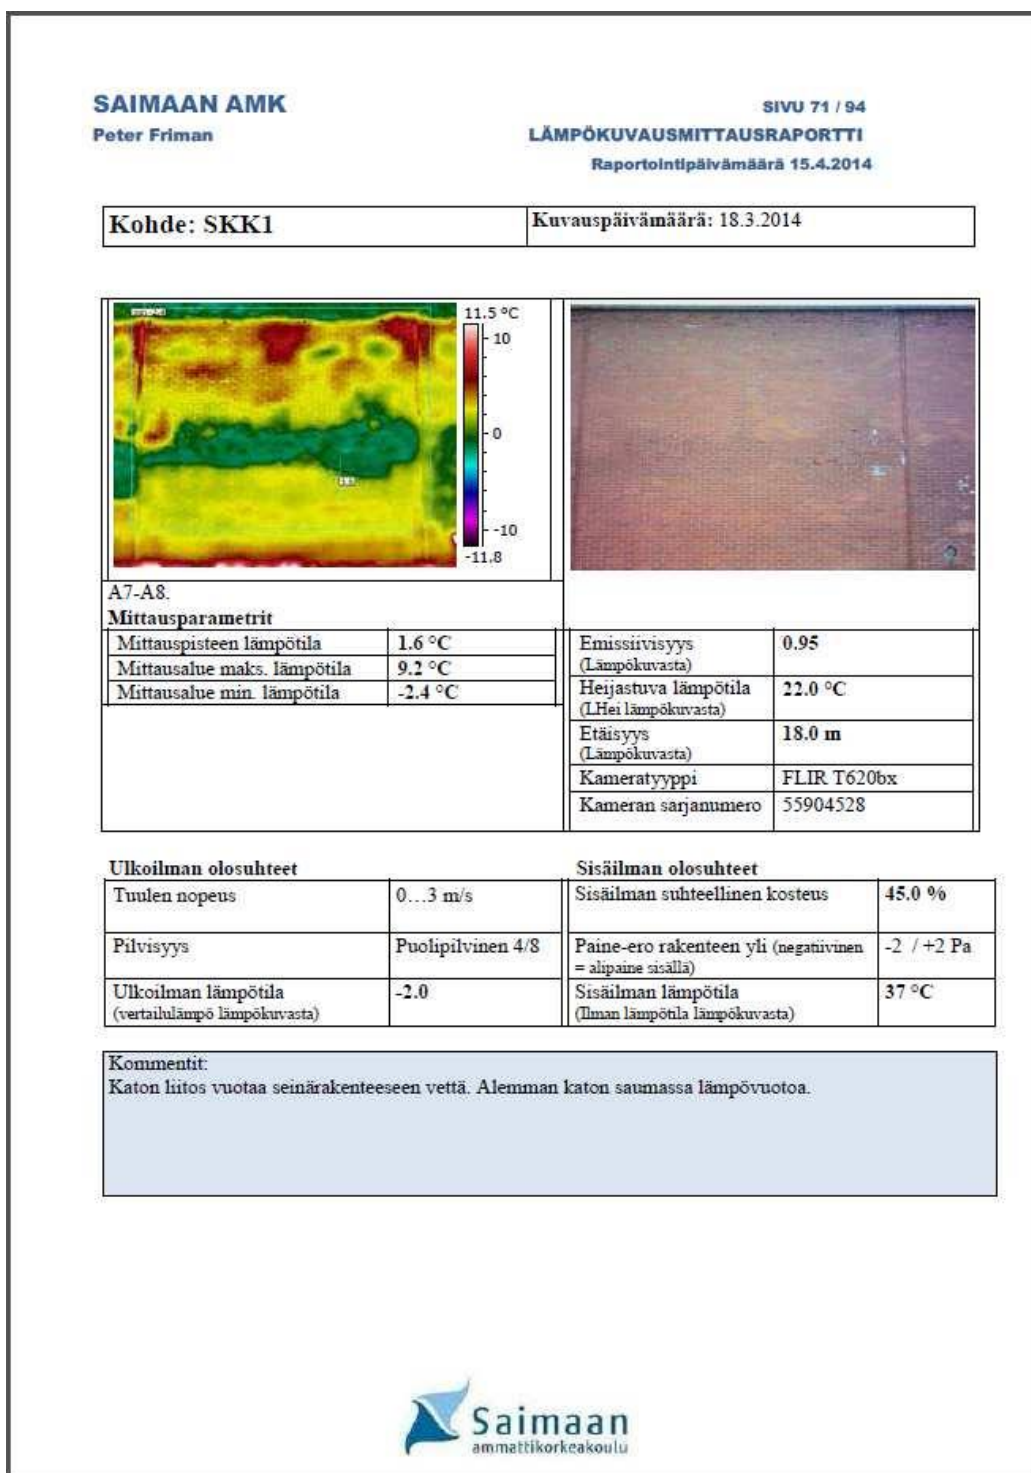 SAIMAAN AMK
SIVU 71 / 94
Peter Friman
LÄMPÖKUVAUSMITTAUSRAPORTTI
Raportointipäivämäärä 15.4.2014
Kohde: SKK1
Kuvauspäivämäärä: 18.3.2014
11.5 °C
10
0
-10
-11.8
A7-A8.
Mittausparametrit
Mittauspisteen lämpötila 1.6 °C
Mittausalue maks. lämpötila 9.2 °C
Mittausalue min. lämpötila -2.4 °C
Emissiivisyys 0.95
(Lämpökuvasta)
Heijastuva lämpötila 22.0 °C
(LHei lämpökuvasta)
Etäisyys 18.0 m
(Lämpökuvasta)
Kameratyyppi FLIR T620bx
Kameran sarjanumero 55904528
Ulkoilman olosuhteet
Tuulen nopeus 0…3 m/s
Pilvisyys Puolipilvinen 4/8
Ulkoilman lämpötila -2.0
(vertailulämpö lämpökuvasta)
Sisäilman olosuhteet
Sisäilman suhteellinen kosteus 45.0 %
Paine-ero rakenteen yli (negatiivinen -2 / +2 Pa
= alipaine sisällä)
Sisäilman lämpötila 37 °C
(Ilman lämpötila lämpökuvasta)
Kommentit:
Katon liitos vuotaa seinärakenteeseen vettä. Alemman katon saumassa lämpövuotoa.
Saimaan
ammattikorkeakoulu